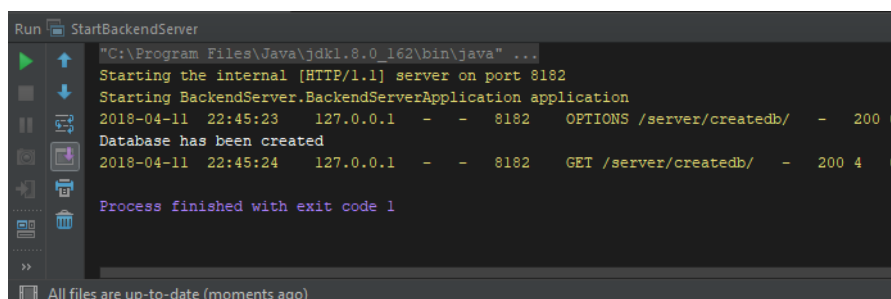 Run StartBackendServer
"C:\Program Files\Java\jdk1.8.0_162\bin\java" ...
Starting the internal [HTTP/1.1] server on port 8182
Starting BackendServer.BackendServerApplication application
2018-04-11 22:45:23 127.0.0.1 - - 8182 OPTIONS /server/createdb/ - 200
Database has been created
2018-04-11 22:45:24 127.0.0.1 - - 8182 GET /server/createdb/ - 200 4
Process finished with exit code 1
All files are up-to-date (moments ago)